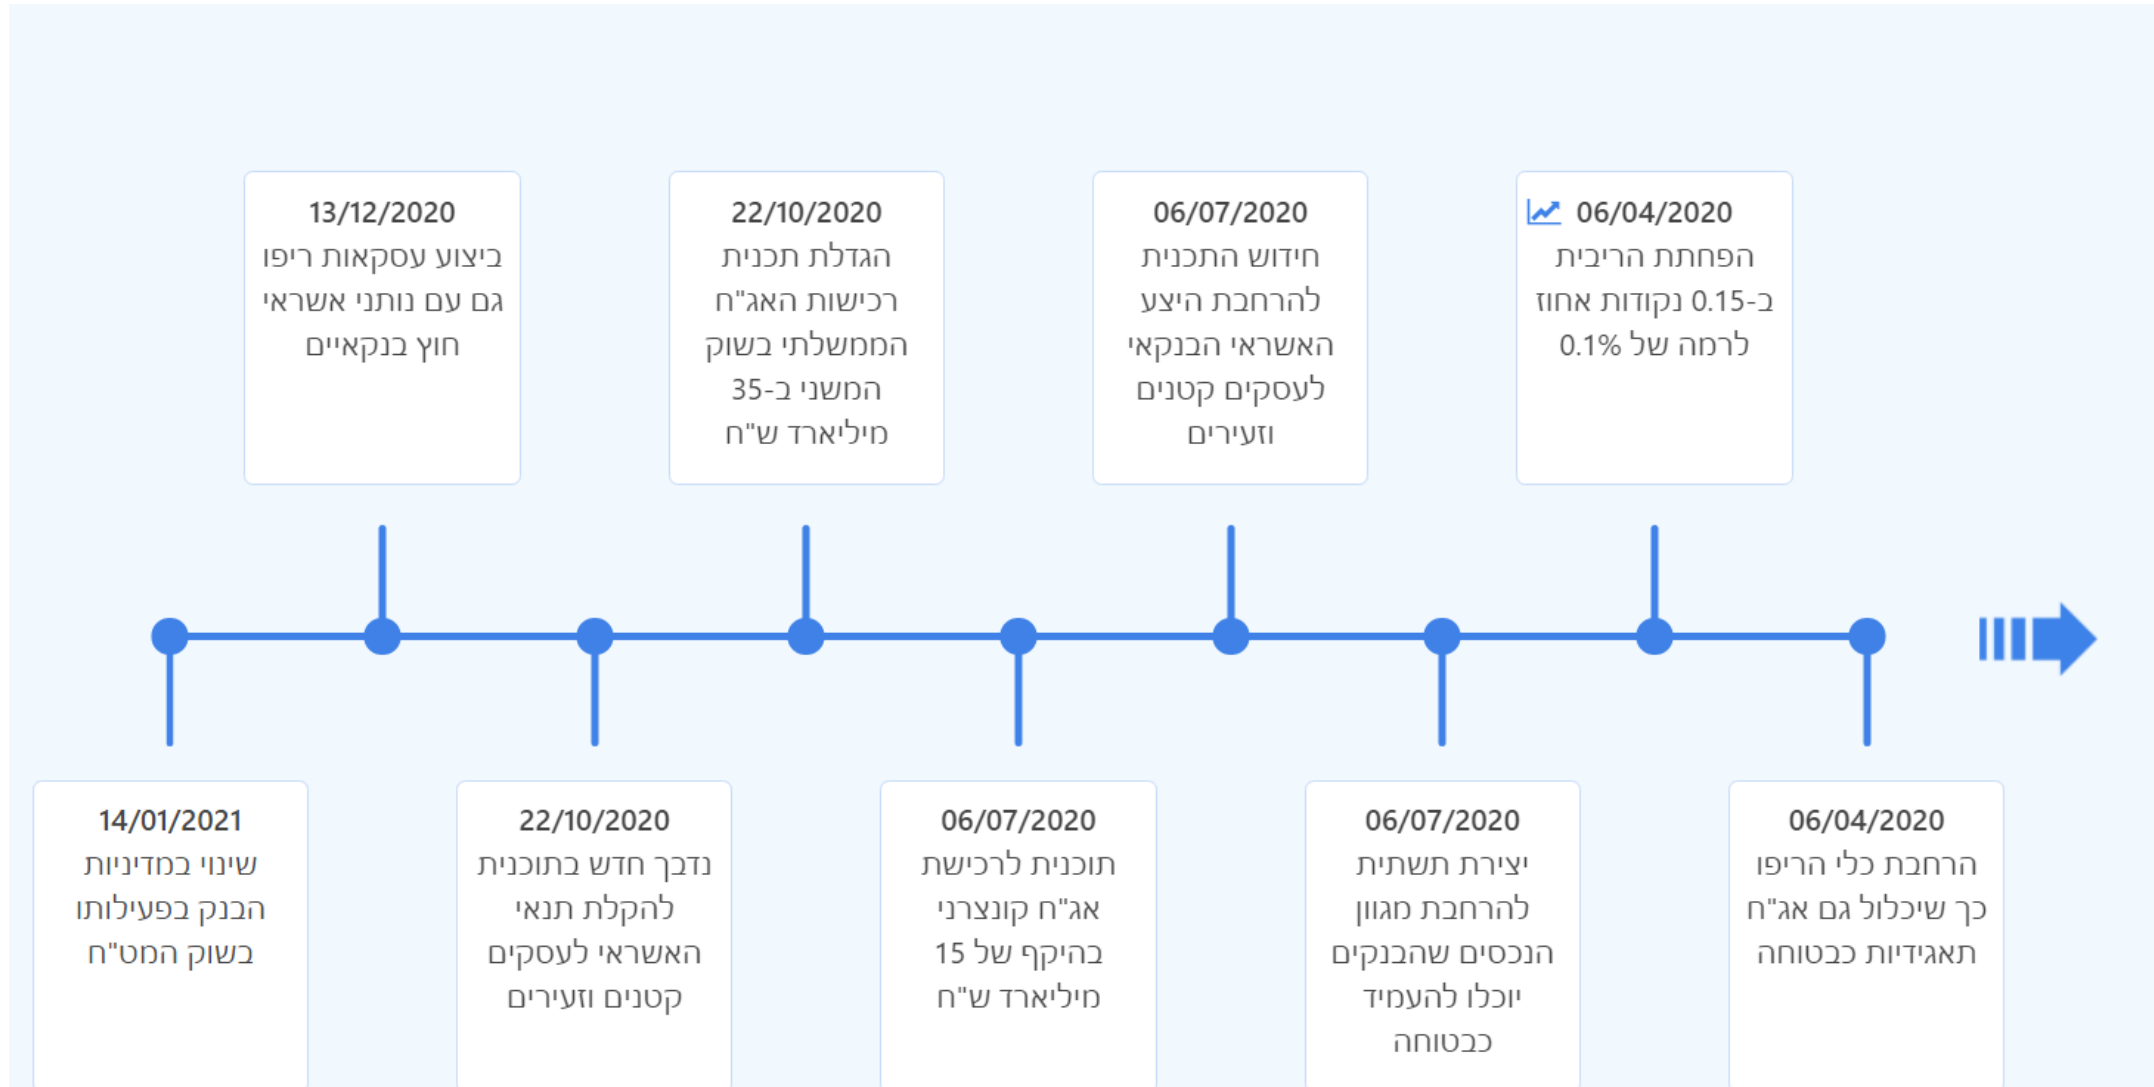 06/04/2020
הפחתת הריבית
ב-0.15 נקודות אחוז
לרמה של 0.1%
06/07/2020
חידוש התכנית
להרחבת היצע
האשראי הבנקאי
לעסקים קטנים
וזעירים
22/10/2020
הגדלת תכנית
רכישות האג"ח
הממשלתי בשוק
המשני ב-35
מיליארד ש"ח
13/12/2020
ביצוע עסקאות ריפו
גם עם נותני אשראי
חוץ בנקאיים
06/04/2020
הרחבת כלי הריפו
כך שיכלול גם אג"ח
תאגידיות כבטוחה
06/07/2020
יצירת תשתית
להרחבת מגוון
הנכסים שהבנקים
יוכלו להעמיד
כבטוחה
06/07/2020
תוכנית לרכישת
אג"ח קונצרני
בהיקף של 15
מיליארד ש"ח
22/10/2020
נדבך חדש בתוכנית
להקלת תנאי
האשראי לעסקים
קטנים וזעירים
14/01/2021
שינוי במדיניות
הבנק בפעילותו
בשוק המט"ח